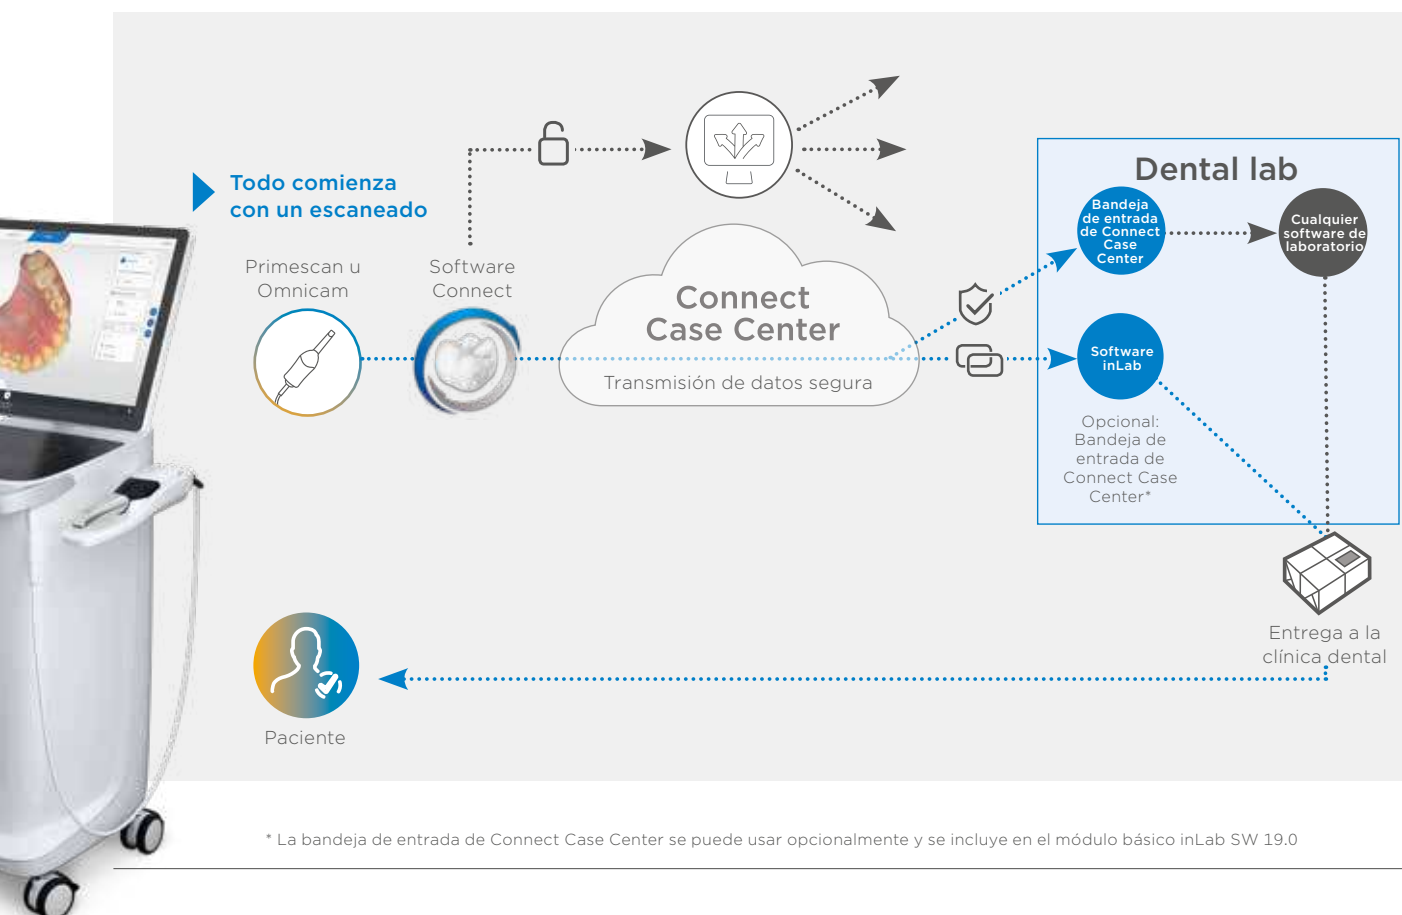 Todo comienza
con un escaneado
Primescan u
Omnicam
Software
Connect
Connect
Case Center
Transmisión de datos segura
Dental lab
Bandeja
de entrada
de Connect
Case
Center
Cualquier
software de
laboratorio
Software
inLab
Opcional:
Bandeja de
entrada de
Connect Case
Center*
Entrega a la
clínica dental
Paciente
* La bandeja de entrada de Connect Case Center se puede usar opcionalmente y se incluye en el módulo básico inLab SW 19.0